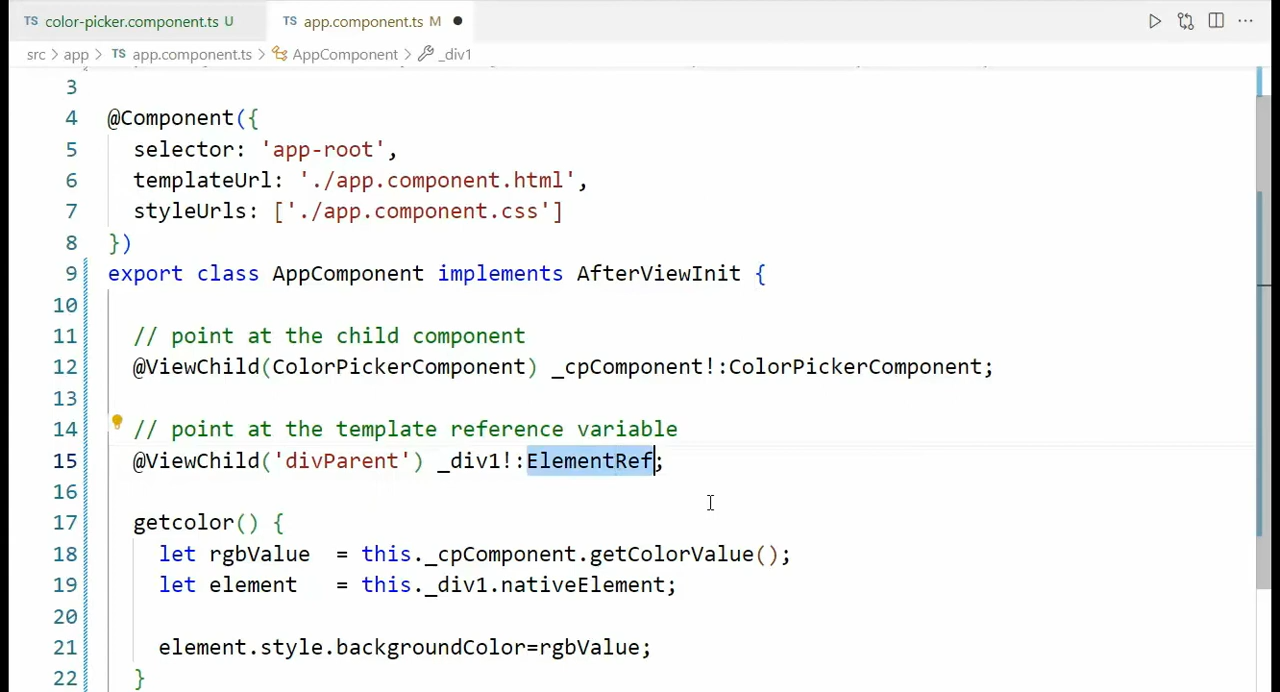 TS color-picker.component.ts U TS app.component.ts M ●
src > app > TS app.component.ts > AppComponent > _div1
3
4 @Component({
5 selector: 'app-root',
6 templateUrl: './app.component.html',
7 styleUrls: ['./app.component.css']
8 })
9 export class AppComponent implements AfterViewInit {
10
11 // point at the child component
12 @ViewChild(ColorPickerComponent) _cpComponent!:ColorPickerComponent;
13
14 // point at the template reference variable
15 @ViewChild('divParent') _div1!:ElementRef;
16
17 getcolor() {
18 let rgbValue = this._cpComponent.getColorValue();
19 let element = this._div1.nativeElement;
20
21 element.style.backgroundColor=rgbValue;
22 }